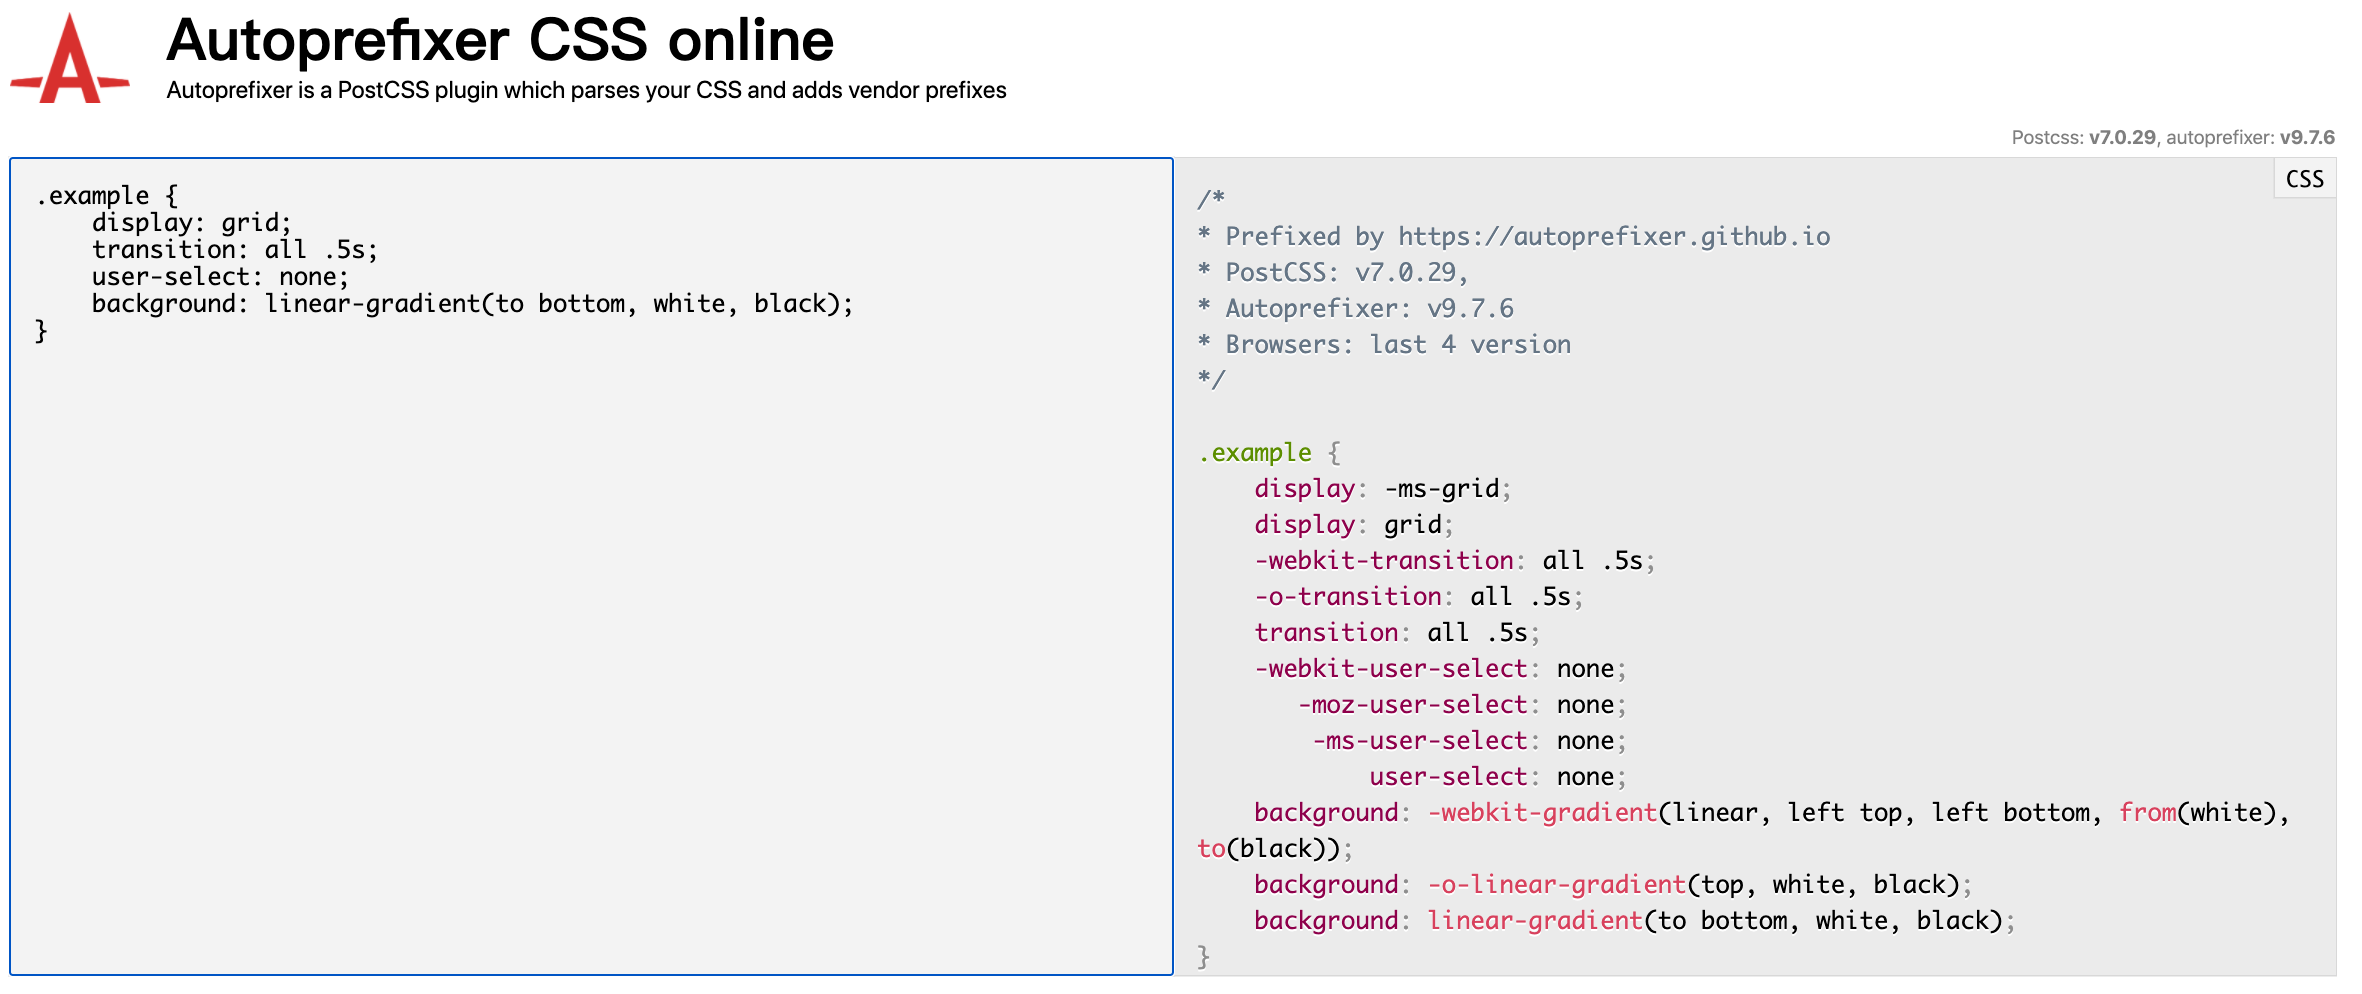 Autoprefixer CSS online
Autoprefixer is a PostCSS plugin which parses your CSS and adds vendor prefixes
Postcss: v7.0.29, autoprefixer: v9.7.6
.example {
    display: grid;
    transition: all .5s;
    user-select: none;
    background: linear-gradient(to bottom, white, black);
}
CSS
/*
* Prefixed by https://autoprefixer.github.io
* PostCSS: v7.0.29,
* Autoprefixer: v9.7.6
* Browsers: last 4 version
*/
.example {
    display: -ms-grid;
    display: grid;
    -webkit-transition: all .5s;
    -o-transition: all .5s;
    transition: all .5s;
    -webkit-user-select: none;
       -moz-user-select: none;
        -ms-user-select: none;
            user-select: none;
    background: -webkit-gradient(linear, left top, left bottom, from(white),
to(black));
    background: -o-linear-gradient(top, white, black);
    background: linear-gradient(to bottom, white, black);
}